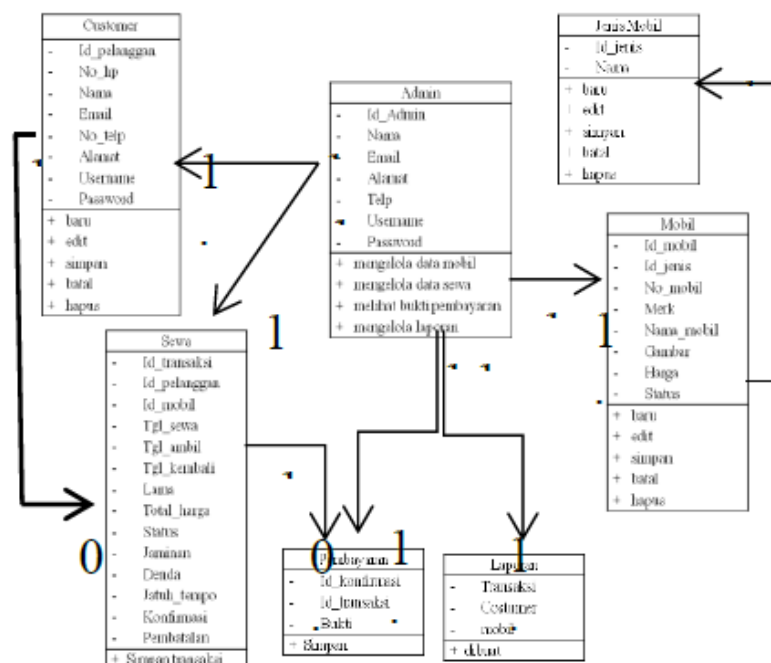 Customer
- Id_pelanggan
- No_hp
- Nama
- Email
- No_telp
- Alamat
- Username
- Password
+ baru
+ edit
+ simpan
+ batal
+ hapus
Admin
- Id_Admin
- Nama
- Email
- Alamat
- Telp
- Username
- Password
+ mengelola data mobil
+ mengelola data sewa
+ melihat bukti pembayaran
+ mengelola laporan
Jenis Mobil
- Id_jenis
- Nama
+ baru
+ edit
+ simpan
+ batal
+ hapus
Mobil
- Id_mobil
- Id_jenis
- No_mobil
- Merk
- Nama_mobil
- Gambar
- Harga
- Status
+ baru
+ edit
+ simpan
+ batal
+ hapus
Sewa
- Id_transaksi
- Id_pelanggan
- Id_mobil
- Tgl_sewa
- Tgl_ambil
- Tgl_kembali
- Lama
- Total_harga
- Status
- Jaminan
- Denda
- Jatuh_tempo
- Konfirmasi
- Pembatalan
+ Simpan transaksi
Pembayaran
- Id_konfirmasi
- Id_transaksi
- Bukti
+ Simpan
Laporan
- Transaksi
- Costumer
- mobil
+ dibuat
1
1
1
0
0
1
1